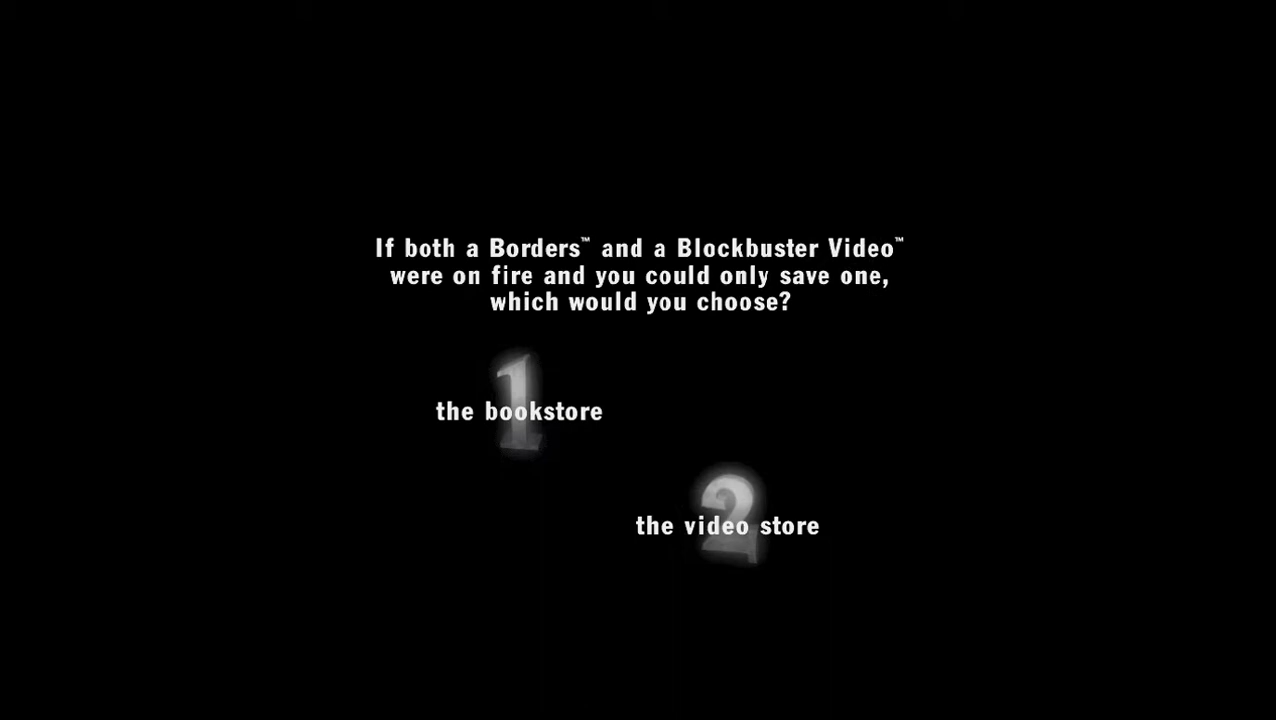 If both a Borders™ and a Blockbuster Video™
were on fire and you could only save one,
which would you choose?
1
the bookstore
2
the video store